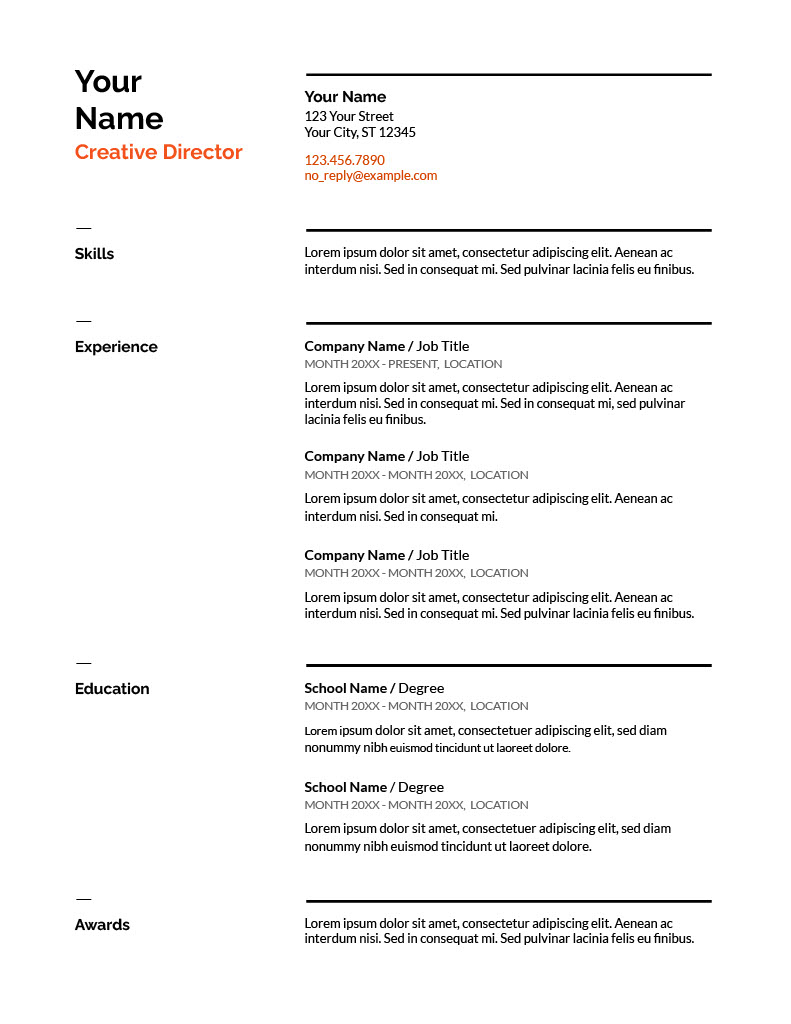 Your
Name
Creative Director
Your Name
123 Your Street
Your City, ST 12345
123.456.7890
no_reply@example.com
—
Skills
Lorem ipsum dolor sit amet, consectetur adipiscing elit. Aenean ac
interdum nisi. Sed in consequat mi. Sed pulvinar lacinia felis eu finibus.
—
Experience
Company Name / Job Title
MONTH 20XX - PRESENT, LOCATION
Lorem ipsum dolor sit amet, consectetur adipiscing elit. Aenean ac
interdum nisi. Sed in consequat mi. Sed in consequat mi, sed pulvinar
lacinia felis eu finibus.
Company Name / Job Title
MONTH 20XX - MONTH 20XX, LOCATION
Lorem ipsum dolor sit amet, consectetur adipiscing elit. Aenean ac
interdum nisi. Sed in consequat mi.
Company Name / Job Title
MONTH 20XX - MONTH 20XX, LOCATION
Lorem ipsum dolor sit amet, consectetur adipiscing elit. Aenean ac
interdum nisi. Sed in consequat mi. Sed pulvinar lacinia felis eu finibus.
—
Education
School Name / Degree
MONTH 20XX - MONTH 20XX, LOCATION
Lorem ipsum dolor sit amet, consectetuer adipiscing elit, sed diam
nonummy nibh euismod tincidunt ut laoreet dolore.
School Name / Degree
MONTH 20XX - MONTH 20XX, LOCATION
Lorem ipsum dolor sit amet, consectetuer adipiscing elit, sed diam
nonummy nibh euismod tincidunt ut laoreet dolore.
—
Awards
Lorem ipsum dolor sit amet, consectetur adipiscing elit. Aenean ac
interdum nisi. Sed in consequat mi. Sed pulvinar lacinia felis eu finibus.